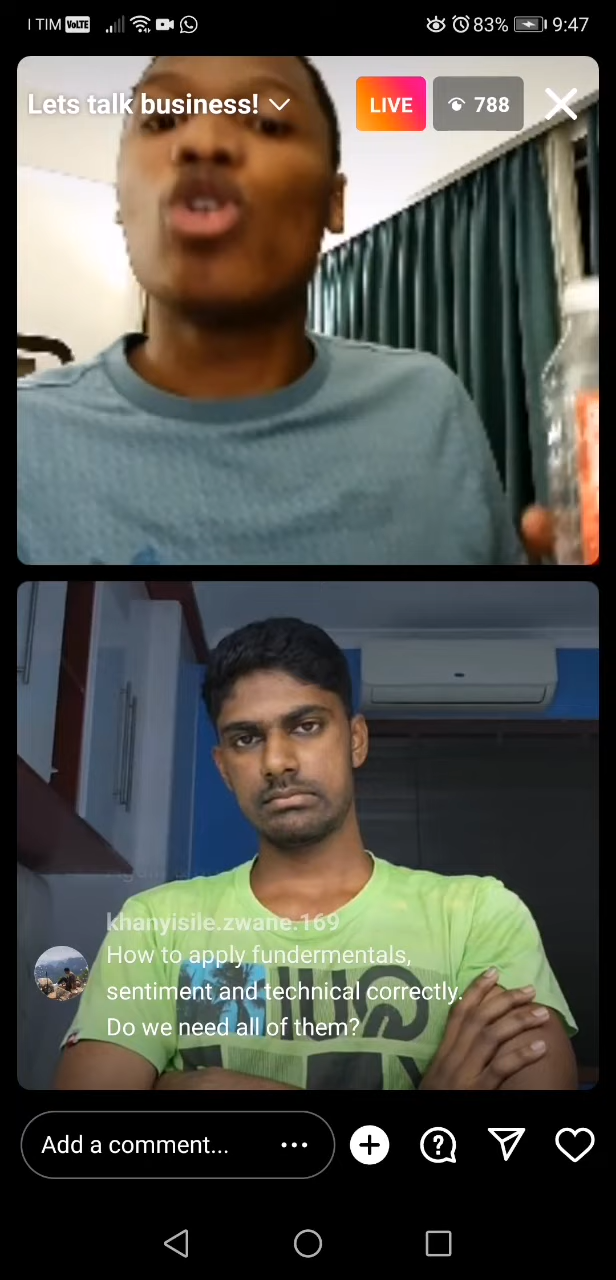 TIM VoLTE 83% 9:47
Lets talk business! LIVE 788
khanyisile.zwane.169
How to apply fundermentals,
sentiment and technical correctly.
Do we need all of them?
Add a comment...